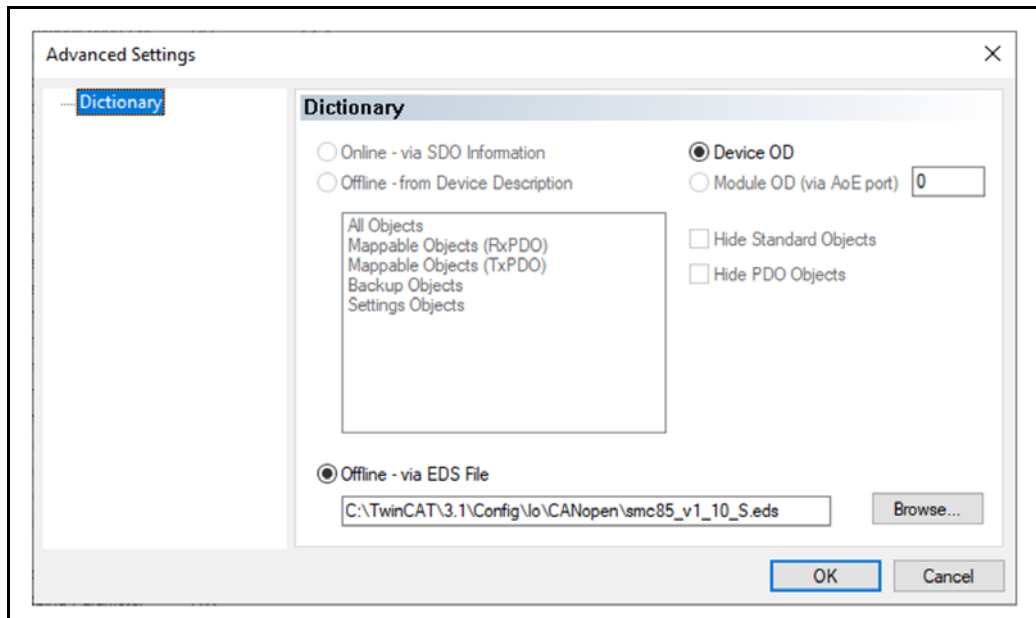 Advanced Settings
Dictionary
Dictionary
Online - via SDO Information
Device OD
Offline - from Device Description
Module OD (via AoE port)
0
All Objects
Mappable Objects (RxPDO)
Mappable Objects (TxPDO)
Backup Objects
Settings Objects
Hide Standard Objects
Hide PDO Objects
Offline - via EDS File
C:\TwinCAT\3.1\Config\Io\CANopen\smc85_v1_10_S.eds
Browse...
OK
Cancel